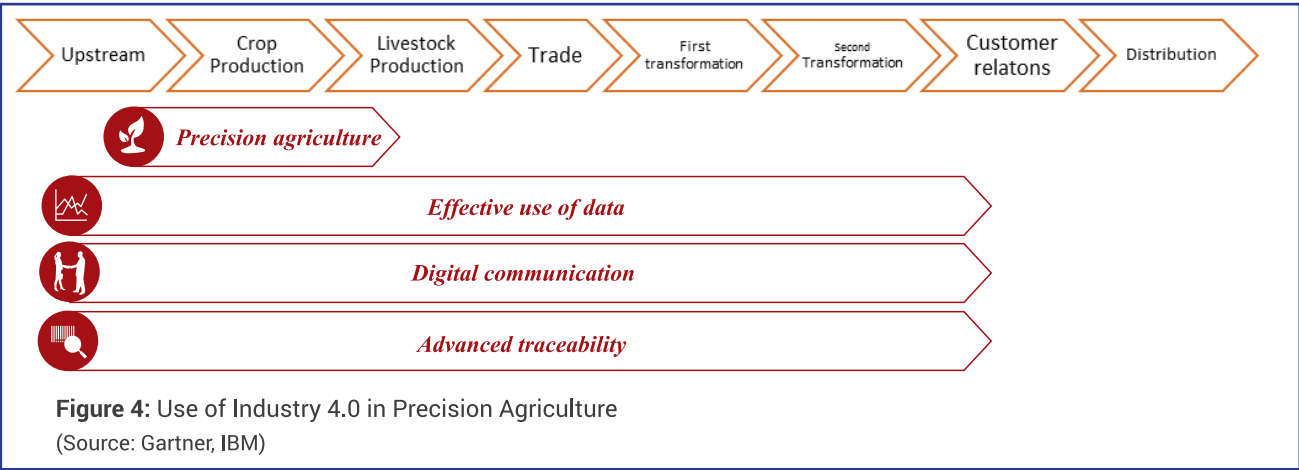 Upstream
Crop
Production
Livestock
Production
Trade
First
transformation
Second
Transformation
Customer
relatons
Distribution
Precision agriculture
Effective use of data
Digital communication
Advanced traceability
Figure 4: Use of Industry 4.0 in Precision Agriculture
(Source: Gartner, IBM)